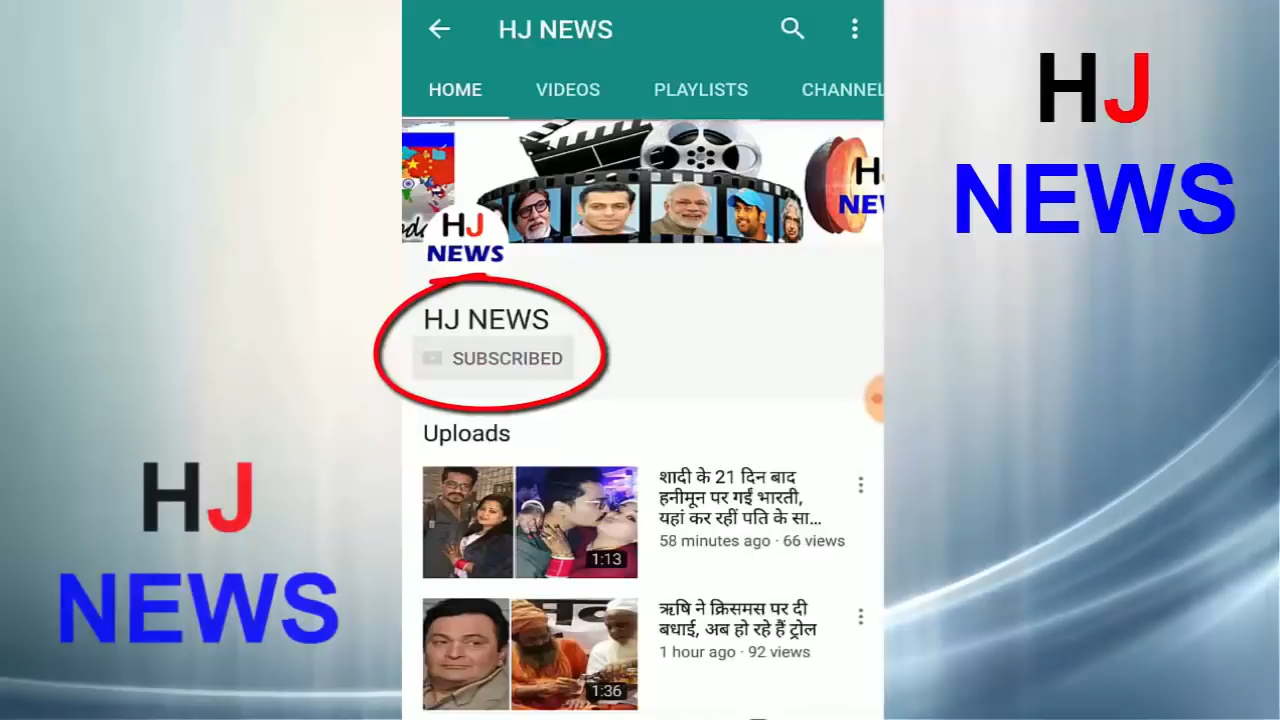 HJ NEWS
HOME VIDEOS PLAYLISTS CHANNEL
HJ
NEWS
HJ
NEWS
HJ NEWS
SUBSCRIBED
Uploads
शादी के 21 दिन बाद
हनीमून पर गईं भारती,
यहां कर रहीं पति के सा...
58 minutes ago · 66 views
1:13
ऋषि ने क्रिसमस पर दी
बधाई, अब हो रहे हैं ट्रोल
1 hour ago · 92 views
1:36
HJ
NEWS